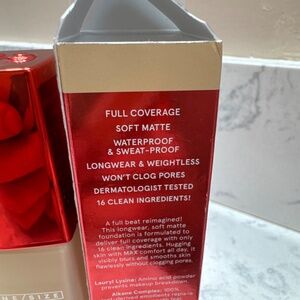 FULL COVERAGE
SOFT MATTE
WATERPROOF
& SWEAT-PROOF
LONGWEAR & WEIGHTLESS
WON'T CLOG PORES
DERMATOLOGIST TESTED
16 CLEAN INGREDIENTS!
A full beat reimagined!
This longwear, soft matte
foundation is formulated to
deliver full coverage with only
16 clean ingredients. Hugging
skin with MAX comfort all day, it
visibly blurs and smooths skin
flawlessly without clogging pores.
Lauryl Lysine: Amino acid powder
prevents makeup breakdown.
Alkane Complex: 100%